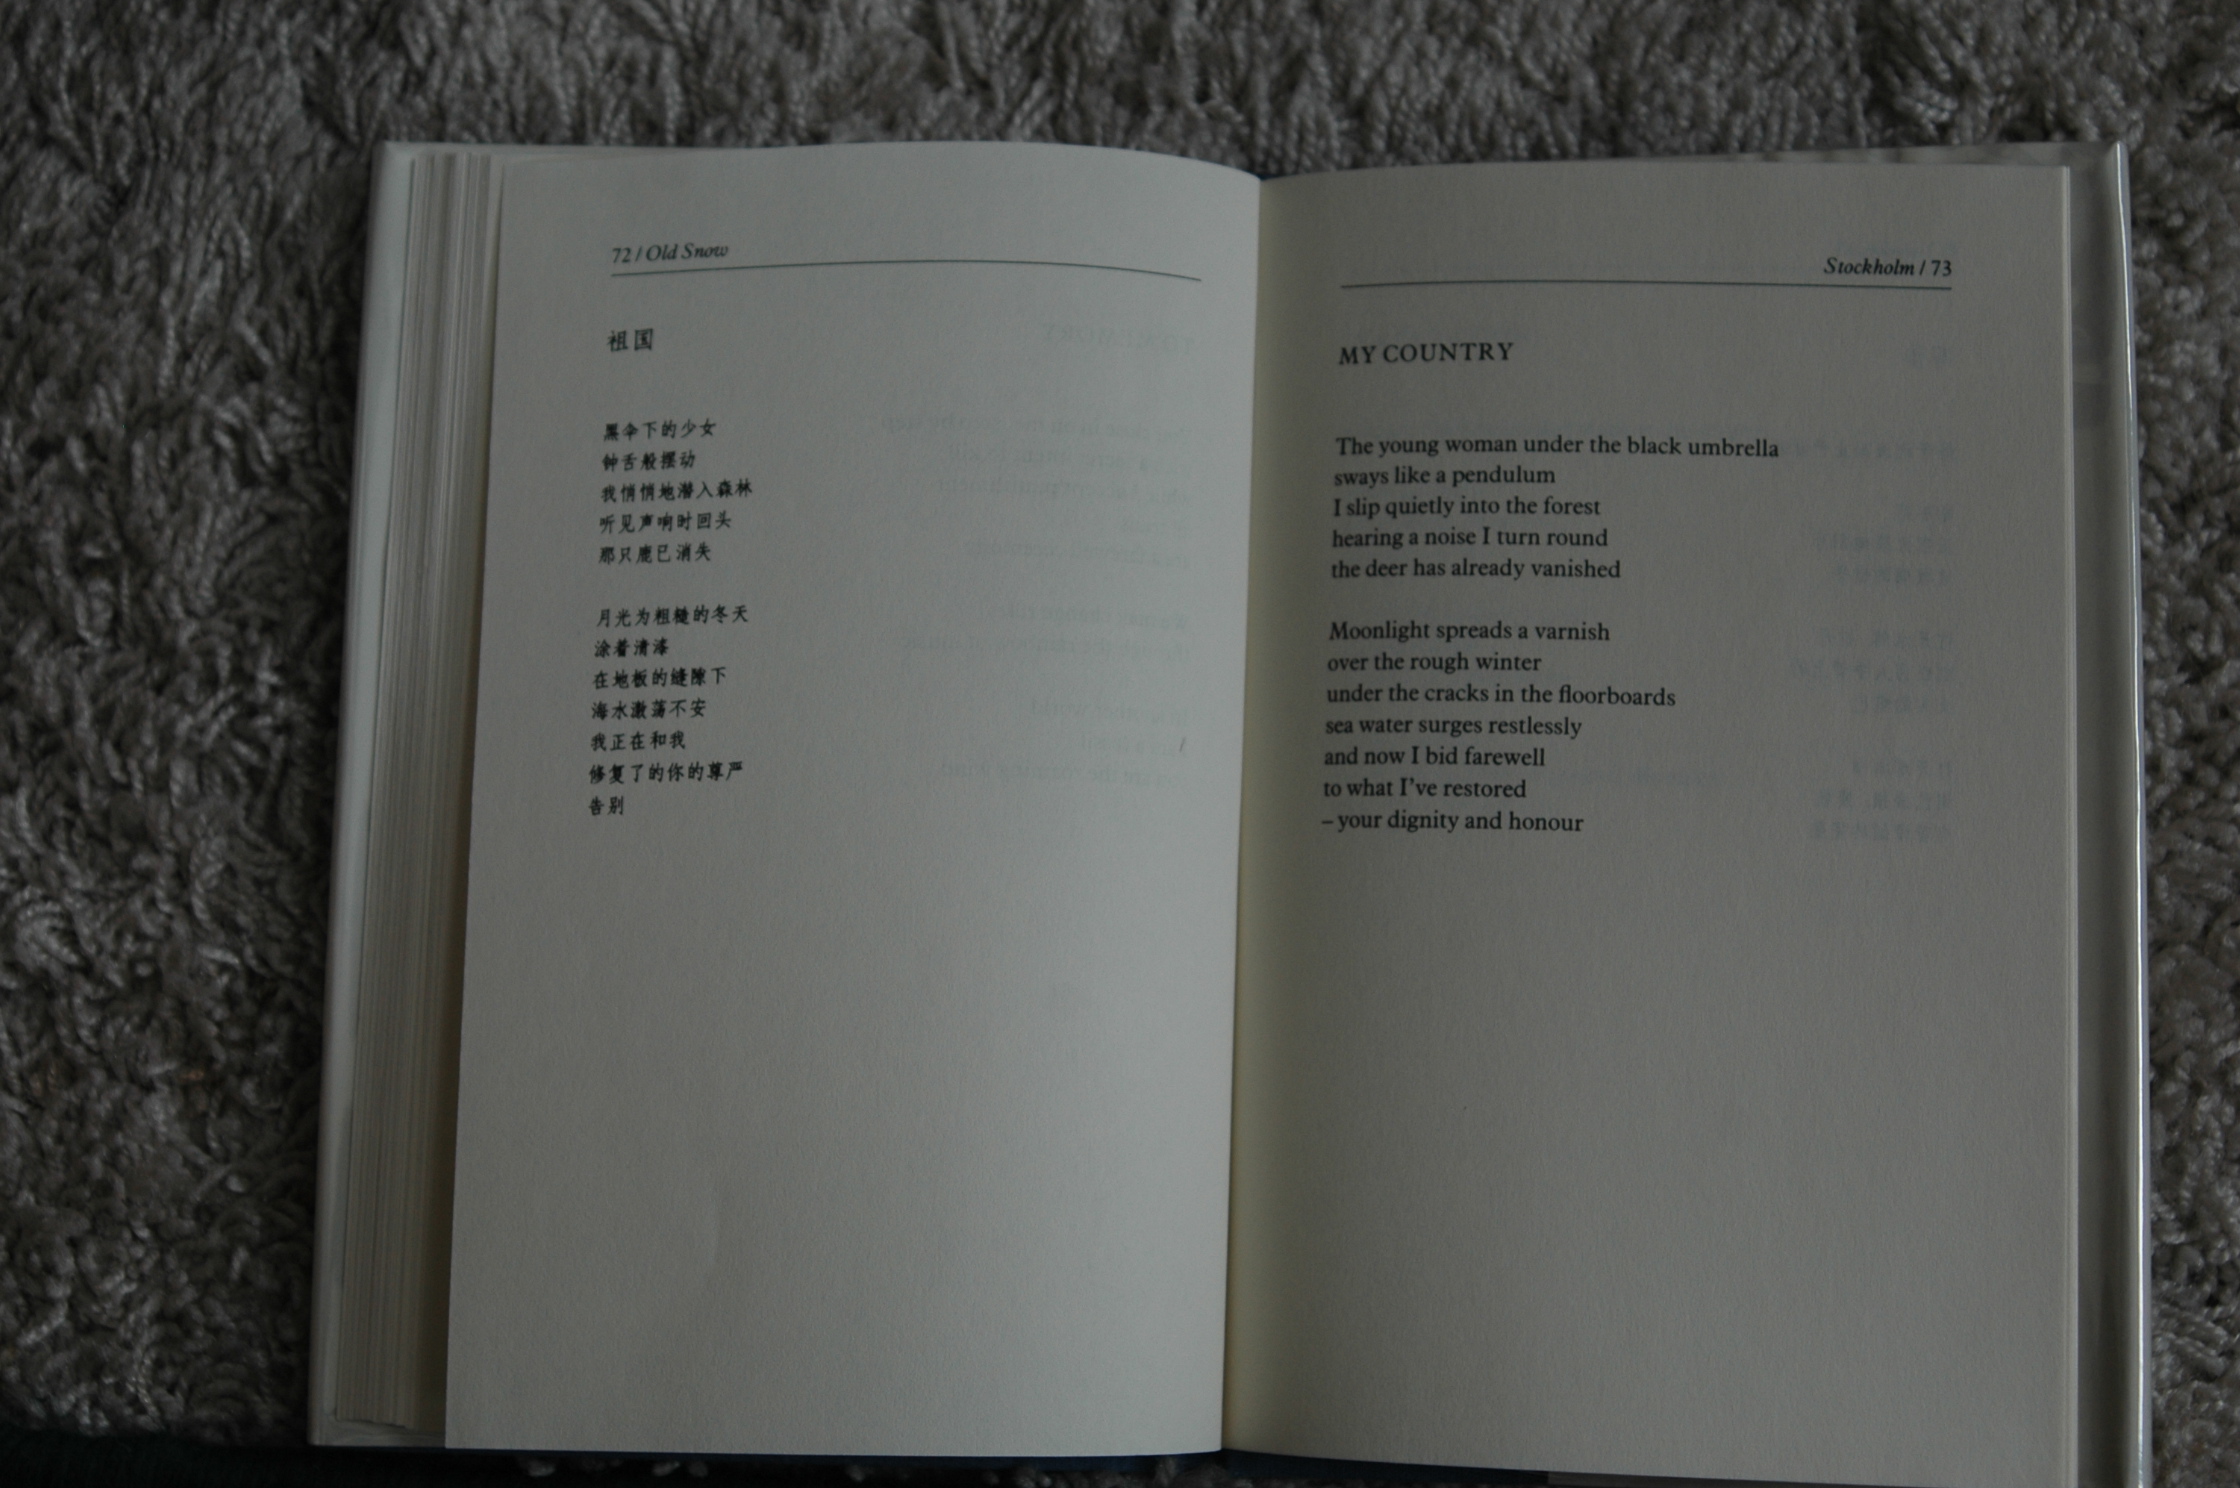 72 / Old Snow
祖国
黑伞下的少女
钟舌般摆动
我悄悄地潜入森林
听见声响时回头
那只鹿已消失
月光为粗糙的冬天
涂着清漆
在地板的缝隙下
海水激荡不安
我正在和我
修复了的你的尊严
告别
Stockholm / 73
MY COUNTRY
The young woman under the black umbrella
sways like a pendulum
I slip quietly into the forest
hearing a noise I turn round
the deer has already vanished
Moonlight spreads a varnish
over the rough winter
under the cracks in the floorboards
sea water surges restlessly
and now I bid farewell
to what I've restored
– your dignity and honour